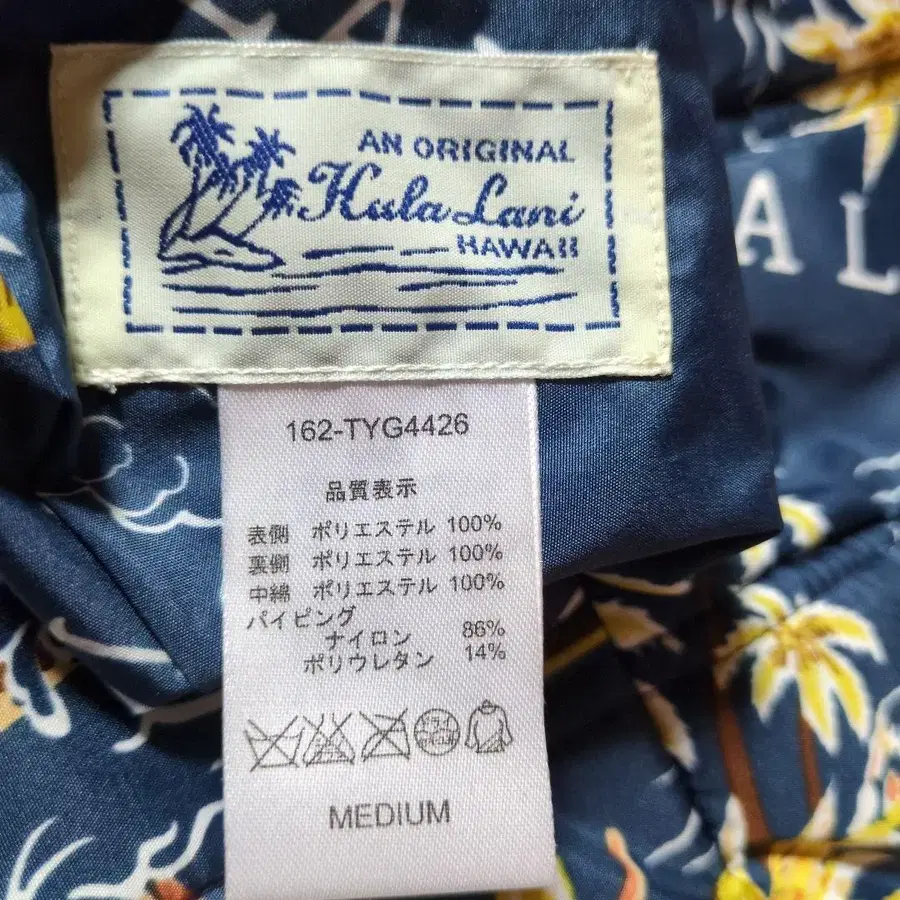 AN ORIGINAL
Hula Lani
HAWAII
AL
162-TYG4426
品質表示
表側 ポリエステル 100%
裏側 ポリエステル 100%
中綿 ポリエステル 100%
パイピング
ナイロン 86%
ポリウレタン 14%
MEDIUM